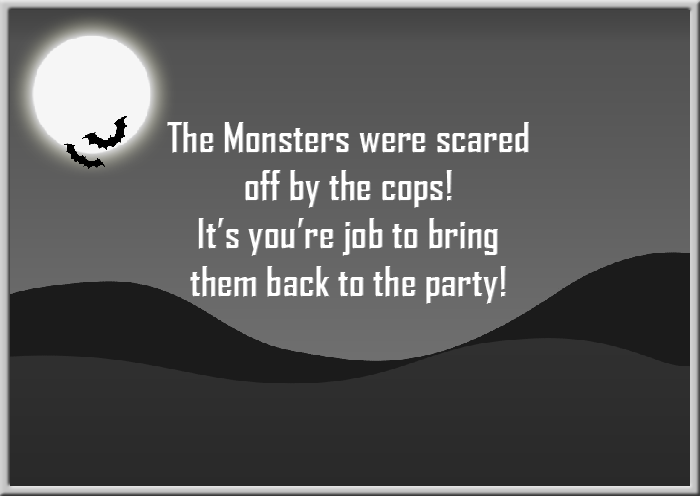 The Monsters were scared
off by the cops!
It's you're job to bring
them back to the party!